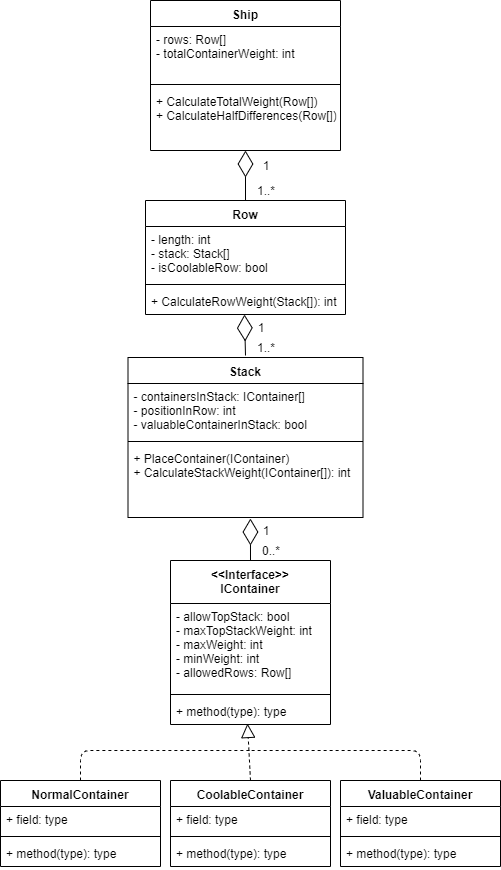 Ship
- rows: Row[]
- totalContainerWeight: int
+ CalculateTotalWeight(Row[])
+ CalculateHalfDifferences(Row[])
1
1..*
Row
- length: int
- stack: Stack[]
- isCoolableRow: bool
+ CalculateRowWeight(Stack[]): int
1
1..*
Stack
- containersInStack: IContainer[]
- positionInRow: int
- valuableContainerInStack: bool
+ PlaceContainer(IContainer)
+ CalculateStackWeight(IContainer[]): int
1
0..*
<<Interface>>
IContainer
- allowTopStack: bool
- maxTopStackWeight: int
- maxWeight: int
- minWeight: int
- allowedRows: Row[]
+ method(type): type
NormalContainer
+ field: type
+ method(type): type
CoolableContainer
+ field: type
+ method(type): type
ValuableContainer
+ field: type
+ method(type): type